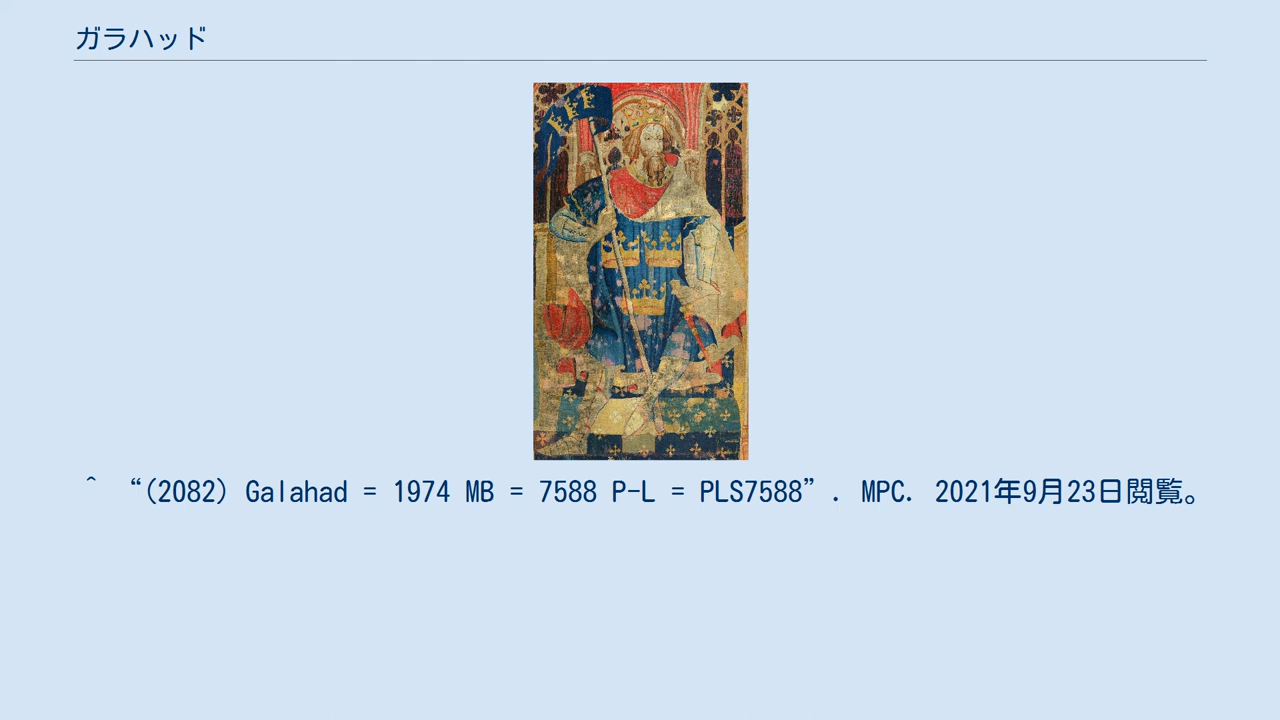 ガラハッド
^ “(2082) Galahad = 1974 MB = 7588 P-L = PLS7588”. MPC. 2021年9月23日閲覧。